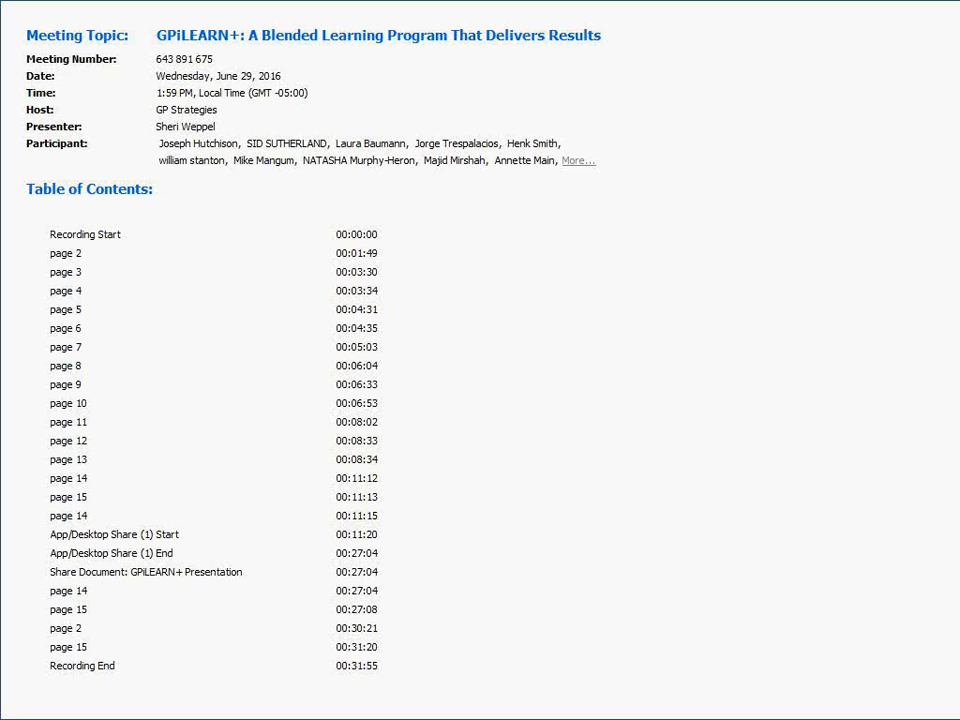 Meeting Topic: GPiLEARN+: A Blended Learning Program That Delivers Results
Meeting Number: 643 891 675
Date: Wednesday, June 29, 2016
Time: 1:59 PM, Local Time (GMT -05:00)
Host: GP Strategies
Presenter: Sheri Weppel
Participant: Joseph Hutchison, SID SUTHERLAND, Laura Baumann, Jorge Trespalacios, Henk Smith,
william stanton, Mike Mangum, NATASHA Murphy-Heron, Majid Mirshah, Annette Main, More...
Table of Contents:
Recording Start 00:00:00
page 2 00:01:49
page 3 00:03:30
page 4 00:03:34
page 5 00:04:31
page 6 00:04:35
page 7 00:05:03
page 8 00:06:04
page 9 00:06:33
page 10 00:06:53
page 11 00:08:02
page 12 00:08:33
page 13 00:08:34
page 14 00:11:12
page 15 00:11:13
page 14 00:11:15
App/Desktop Share (1) Start 00:11:20
App/Desktop Share (1) End 00:27:04
Share Document: GPiLEARN+ Presentation 00:27:04
page 14 00:27:04
page 15 00:27:08
page 2 00:30:21
page 15 00:31:20
Recording End 00:31:55